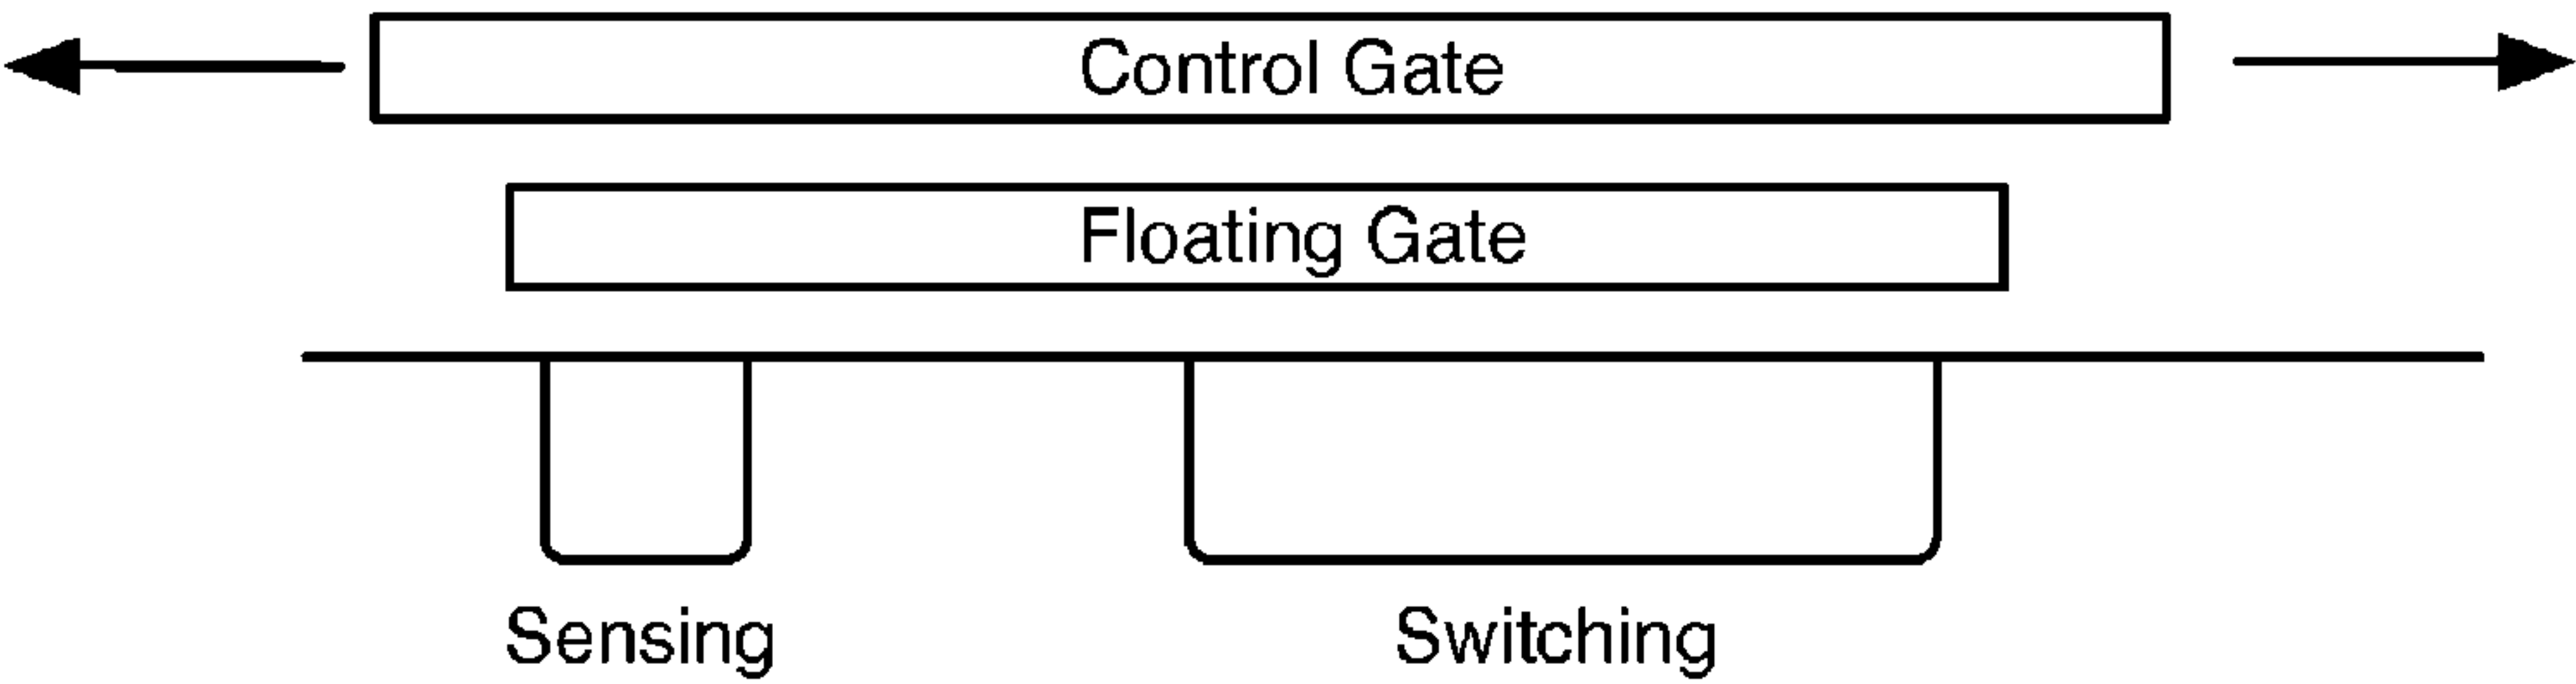 Control Gate
Floating Gate
Sensing
Switching